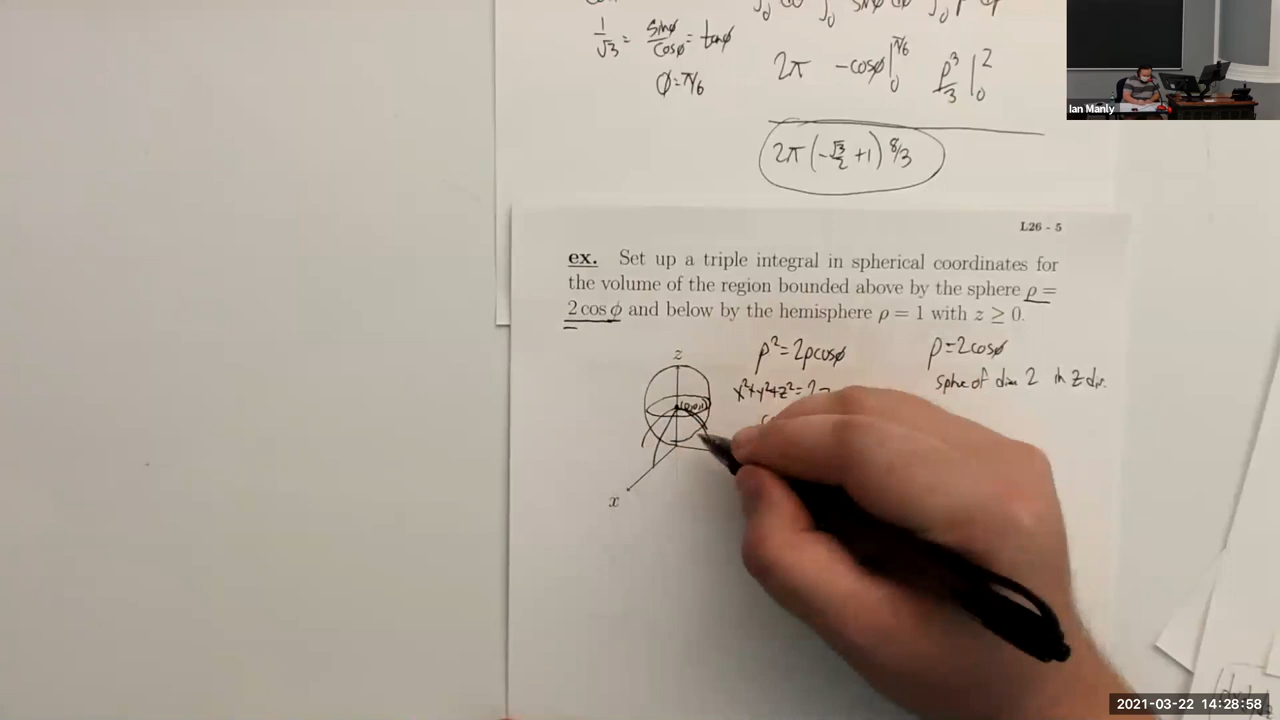 1/√3 = sinϕ/cosϕ = tanϕ
ϕ=π/6
2π -cosϕ|₀^π/6 ρ³/3|₀²
2π(-√3/2 +1) 8/3
Ian Manly
L26 - 5
ex. Set up a triple integral in spherical coordinates for
the volume of the region bounded above by the sphere ρ =
2 cos ϕ and below by the hemisphere ρ = 1 with z ≥ 0.
z
ρ²=2ρcosϕ
ρ=2cosϕ
x²+y²+z²=
sphe of dim 2 in z dir.
x
2021-03-22 14:28:58